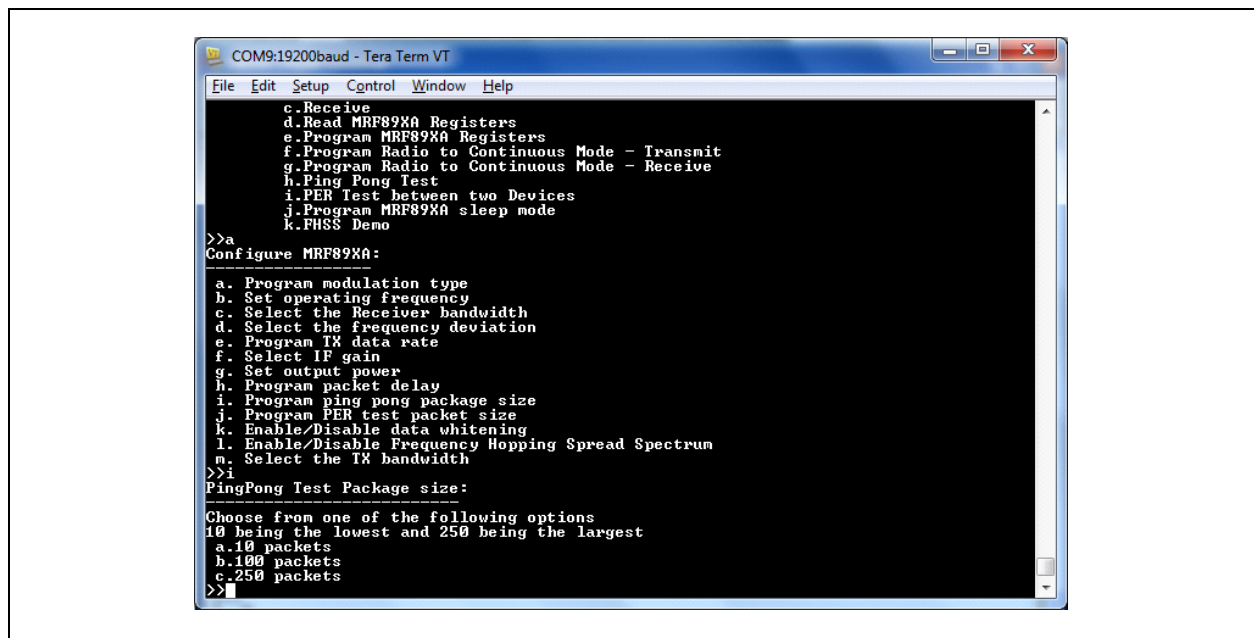 COM9:19200baud - Tera Term VT
File Edit Setup Control Window Help
c.Receive
d.Read MRF89XA Registers
e.Program MRF89XA Registers
f.Program Radio to Continuous Mode - Transmit
g.Program Radio to Continuous Mode - Receive
h.Ping Pong Test
i.PER Test between two Devices
j.Program MRF89XA sleep mode
k.FHSS Demo
>>a
Configure MRF89XA:
------------------
a. Program modulation type
b. Set operating frequency
c. Select the Receiver bandwidth
d. Select the frequency deviation
e. Program TX data rate
f. Select IF gain
g. Set output power
h. Program packet delay
i. Program ping pong package size
j. Program PER test packet size
k. Enable/Disable data whitening
l. Enable/Disable Frequency Hopping Spread Spectrum
m. Select the TX bandwidth
>>i
PingPong Test Package size:
----------------------------
Choose from one of the following options
10 being the lowest and 250 being the largest
a.10 packets
b.100 packets
c.250 packets
>>